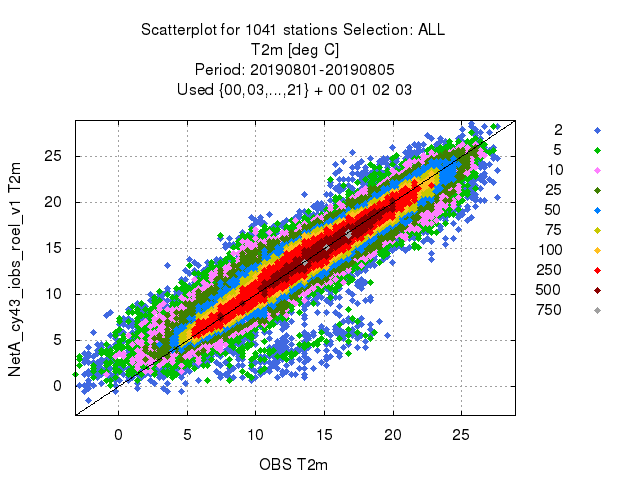 Scatterplot for 1041 stations Selection: ALL
T2m [deg C]
Period: 20190801-20190805
Used {00,03,...,21} + 00 01 02 03
NetA_cy43_iobs_roel_v1 T2m
25
20
15
10
5
0
0 5 10 15 20 25
OBS T2m
2
5
10
25
50
75
100
250
500
750